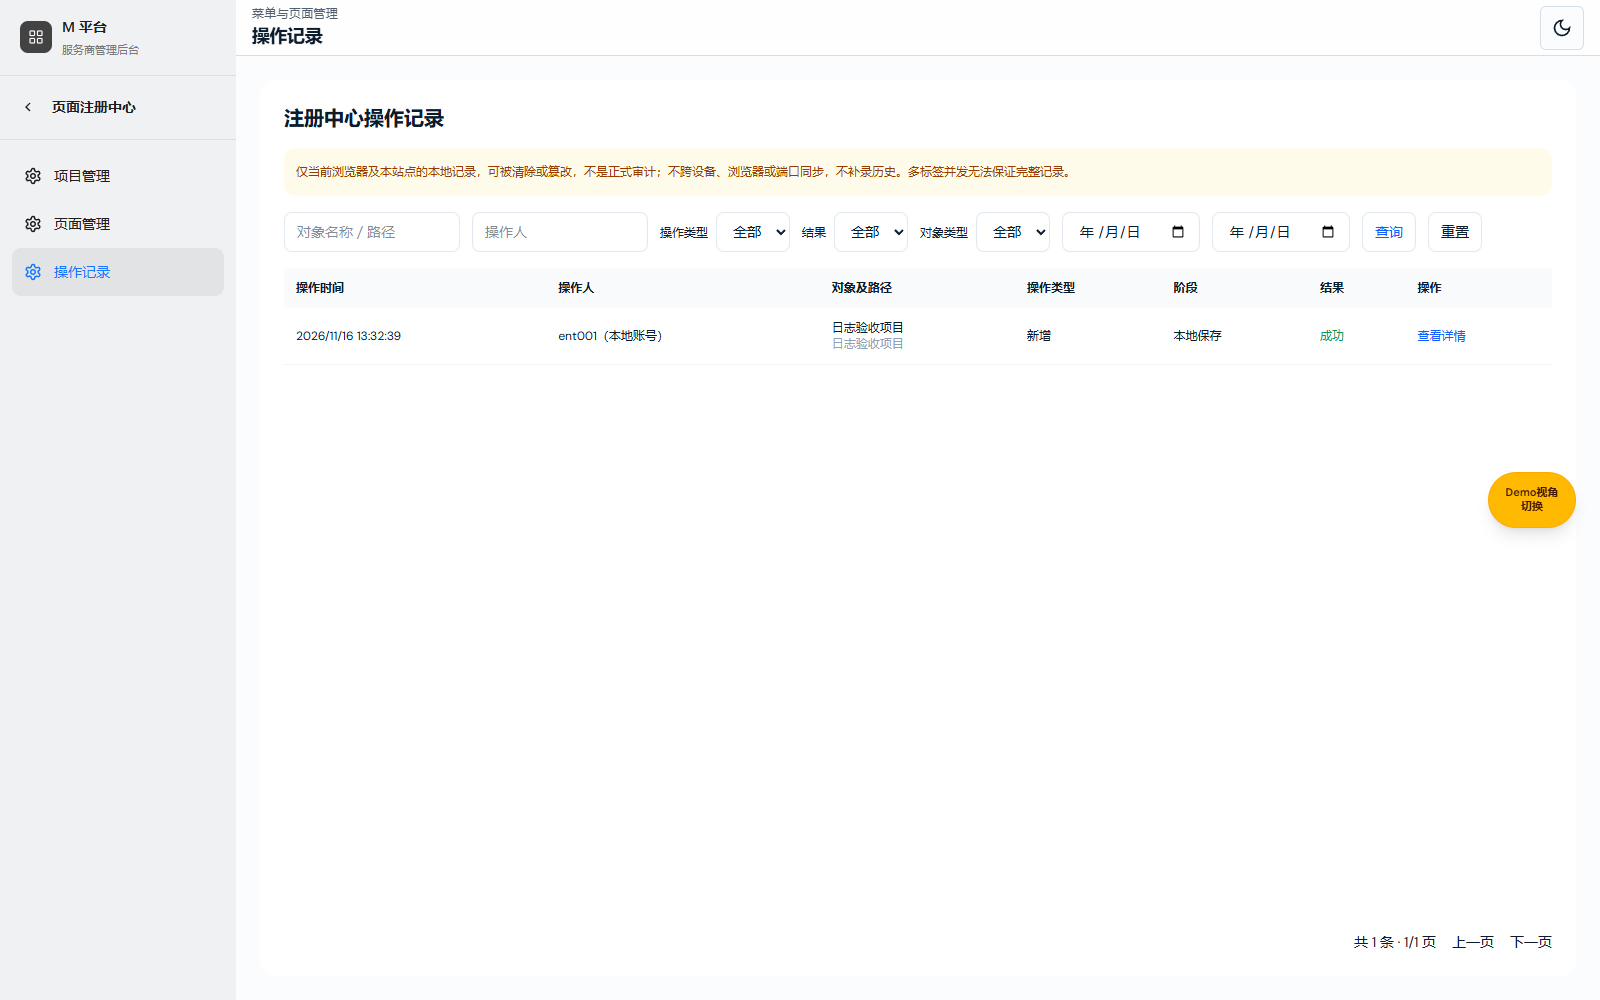 M 平台
服务商管理后台
页面注册中心
项目管理
页面管理
操作记录
菜单与页面管理
操作记录
注册中心操作记录
仅当前浏览器及本站点的本地记录，可被清除或篡改，不是正式审计；不跨设备、浏览器或端口同步，不补录历史。多标签并发无法保证完整记录。
对象名称 / 路径 操作人 操作类型 全部 结果 全部 对象类型 全部 年 /月/日 年 /月/日 查询 重置
操作时间 操作人 对象及路径 操作类型 阶段 结果 操作
2026/11/16 13:32:39 ent001（本地账号） 日志验收项目 新增 本地保存 成功 查看详情
日志验收项目
Demo视角
切换
共 1 条 · 1/1 页 上一页 下一页